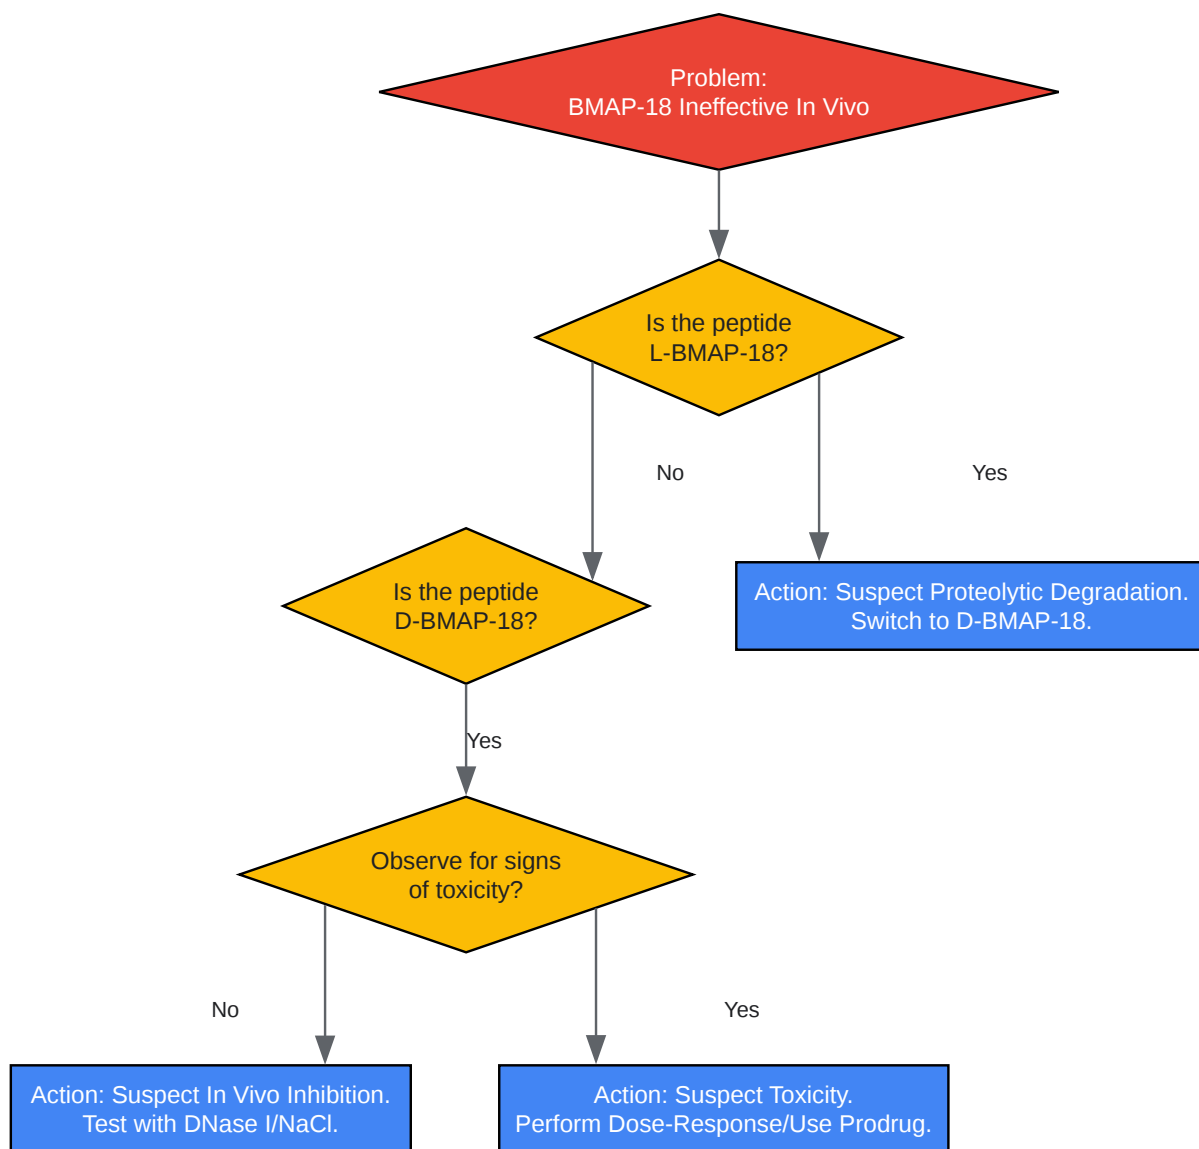 Problem:
BMAP-18 Ineffective In Vivo
Is the peptide
L-BMAP-18?
No
Yes
Is the peptide
D-BMAP-18?
Action: Suspect Proteolytic Degradation.
Switch to D-BMAP-18.
Yes
Observe for signs
of toxicity?
No
Yes
Action: Suspect In Vivo Inhibition.
Test with DNase I/NaCl.
Action: Suspect Toxicity.
Perform Dose-Response/Use Prodrug.